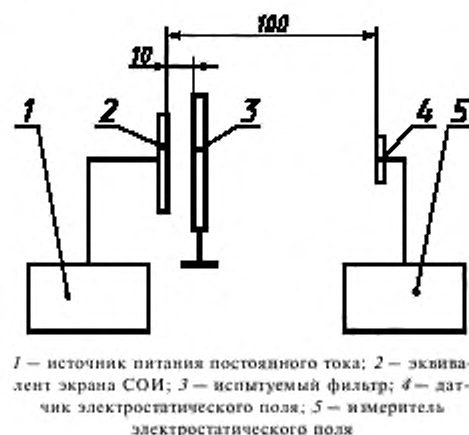 100
10
1 2 3 4 5
1 — источник питания постоянного тока; 2 — эквива-
лент экрана СОИ; 3 — испытуемый фильтр; 4 — дат-
чик электростатического поля; 5 — измеритель
электростатического поля